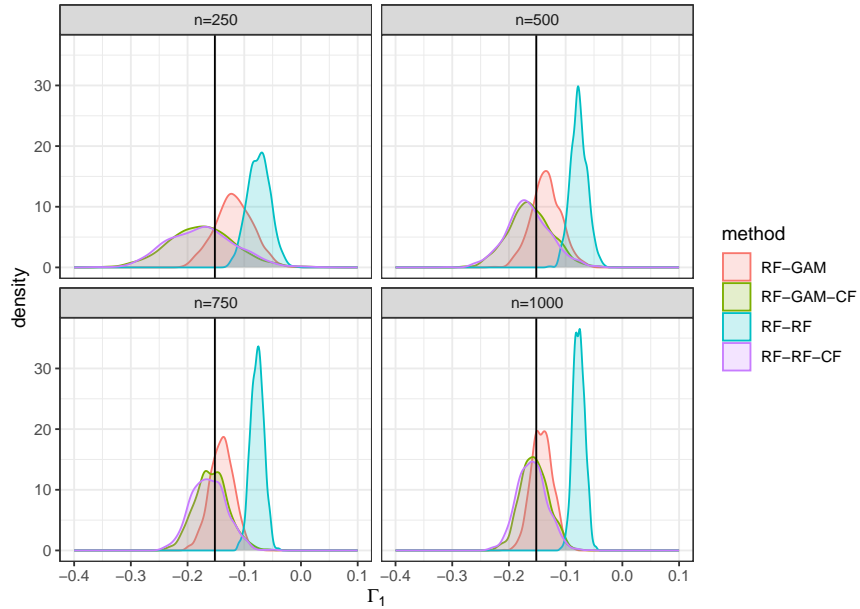 n=250
n=500
30
20
10
0
n=750
n=1000
30
20
10
0
−0.4 −0.3 −0.2 −0.1 0.0 0.1
−0.4 −0.3 −0.2 −0.1 0.0 0.1
Γ1
density
method
RF−GAM
RF−GAM−CF
RF−RF
RF−RF−CF